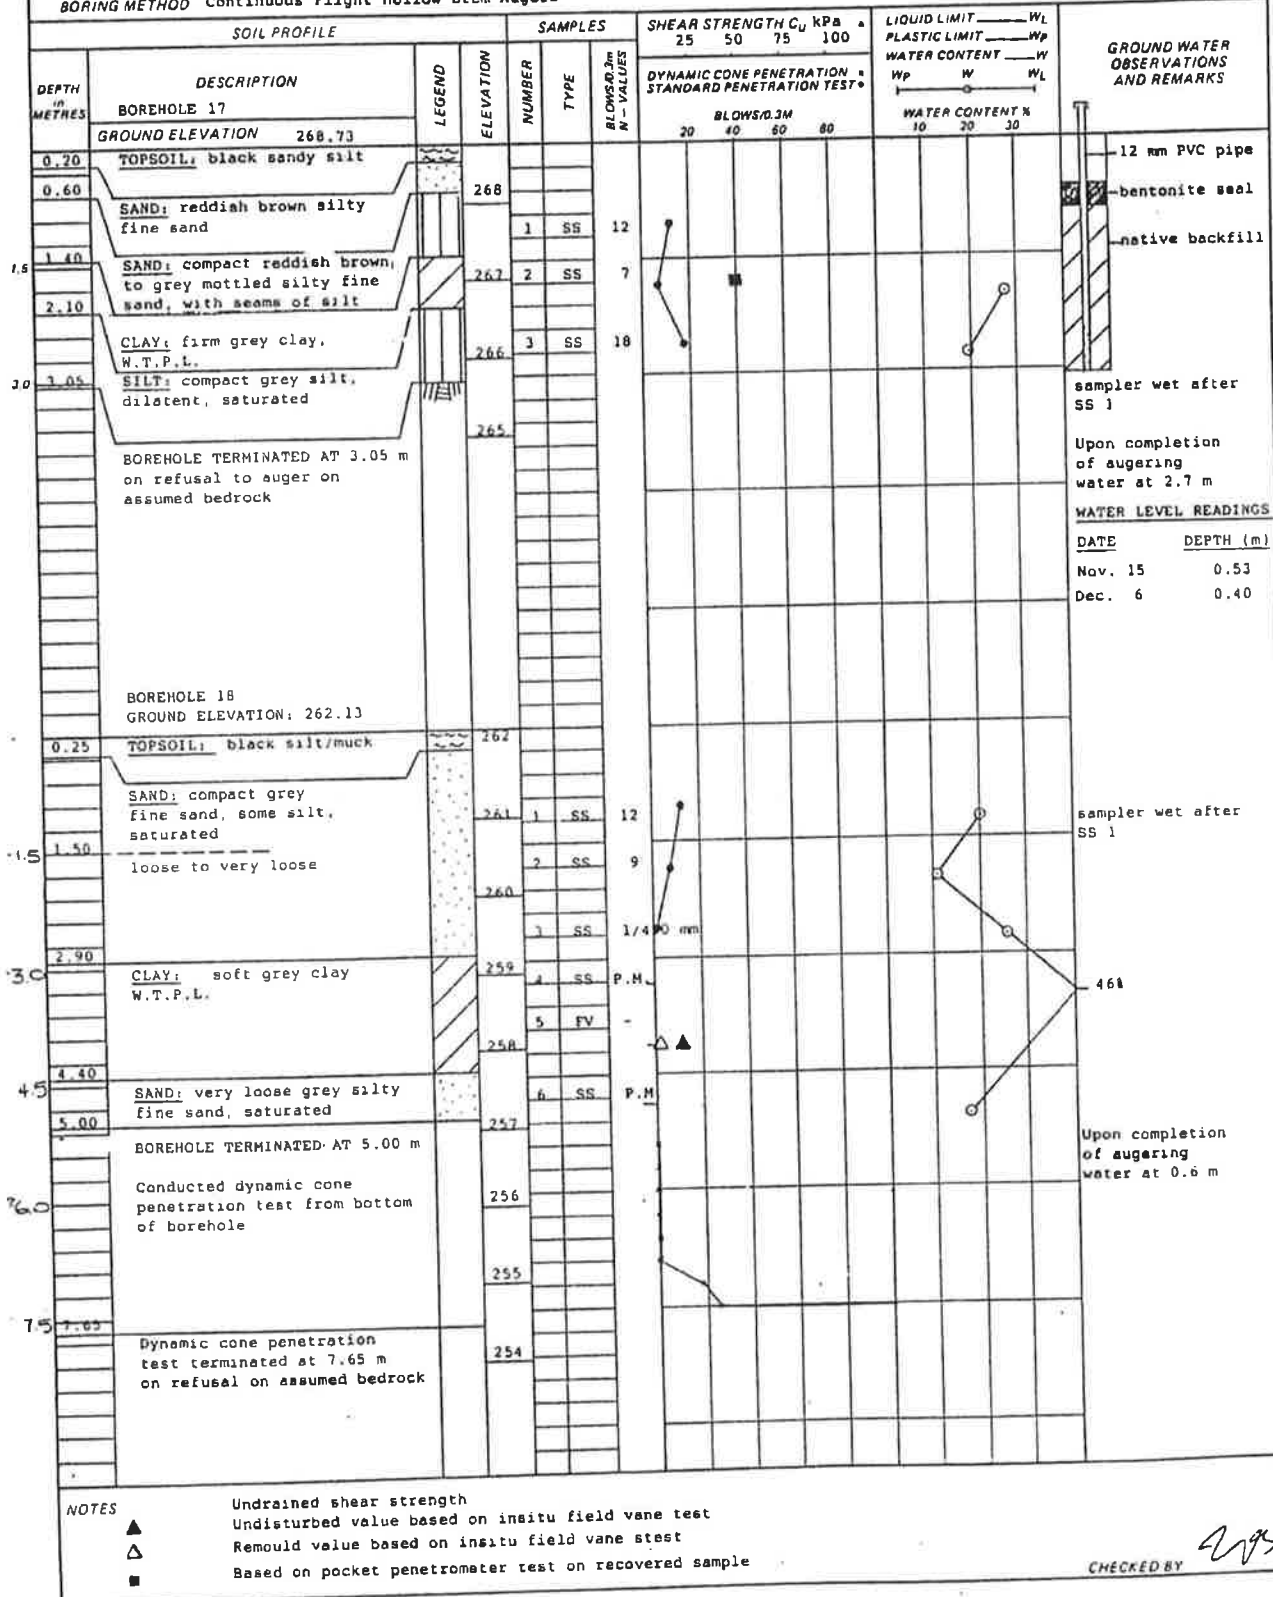 BORING METHOD Continuous Flight Hollow Stem Augers
SOIL PROFILE
SAMPLES
SHEAR STRENGTH Cu kPa ▲
25 50 75 100
LIQUID LIMIT WL
PLASTIC LIMIT WP
WATER CONTENT W
WP W WL
GROUND WATER
OBSERVATIONS
AND REMARKS
DEPTH
in
METRES
DESCRIPTION
LEGEND
ELEVATION
NUMBER
TYPE
BLOWS/0.3m
N - VALUES
DYNAMIC CONE PENETRATION
STANDARD PENETRATION TEST
BLOWS/0.3M
20 40 60 80
WATER CONTENT %
10 20 30
BOREHOLE 17
GROUND ELEVATION 268.73
0.20 TOPSOIL: black sandy silt
12 mm PVC pipe
0.60
268
bentonite seal
SAND: reddish brown silty
fine sand
1 SS 12
native backfill
1.40
1.5
SAND: compact reddish brown,
to grey mottled silty fine
sand, with seams of silt
267 2 SS 7
2.10
CLAY: firm grey clay,
W.T.P.L.
266 3 SS 18
3.0 3.05
SILT: compact grey silt,
dilatent, saturated
sampler wet after
SS 1
265
BOREHOLE TERMINATED AT 3.05 m
on refusal to auger on
assumed bedrock
Upon completion
of augering
water at 2.7 m
WATER LEVEL READINGS
DATE DEPTH (m)
Nov. 15 0.53
Dec. 6 0.40
BOREHOLE 18
GROUND ELEVATION: 262.13
0.25 TOPSOIL: black silt/muck 262
SAND: compact grey
fine sand, some silt,
saturated
261 1 SS 12
sampler wet after
SS 1
1.5 1.50
loose to very loose
2 SS 9
260
3 SS 1/40 mm
2.90
3.0
CLAY: soft grey clay
W.T.P.L.
259 4 SS P.M.
46%
5 FV -
258
4.40
4.5
SAND: very loose grey silty
fine sand, saturated
6 SS P.M
5.00
257
BOREHOLE TERMINATED AT 5.00 m
Upon completion
of augering
water at 0.6 m
Conducted dynamic cone
penetration test from bottom
of borehole
6.0
256
255
7.5 7.65
Dynamic cone penetration
test terminated at 7.65 m
on refusal on assumed bedrock
254
NOTES
Undrained shear strength
▲ Undisturbed value based on insitu field vane test
△ Remould value based on insitu field vane stest
■ Based on pocket penetrometer test on recovered sample
CHECKED BY